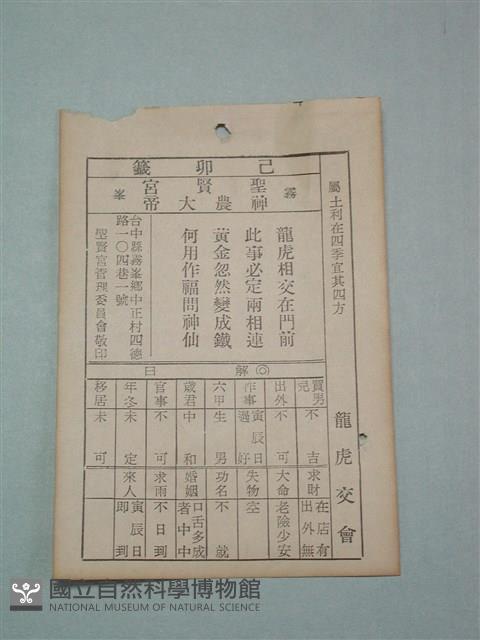 屬土利在四季宜其四方
龍虎交會
己卯籤
霧峯
聖賢宮
神農大帝
龍虎相交在門前
此事必定兩相連
黃金忽然變成鐵
何用作福問神仙
台中縣霧峯鄉中正村四德
路一〇四巷一號
聖賢宮管理委員會敬印
◎解曰
買男兒 不吉 求財 在店有 出外無
出外 不可 大命 老險少安
作事 寅辰日過好 失物 空
六甲 生男 功名 不就
歲君 中和 婚姻 口舌多成者中中
官事 不可 求雨 不日到
年冬 未定 來人 寅辰日即到
移居 未可
國立自然科學博物館
NATIONAL MUSEUM OF NATURAL SCIENCE